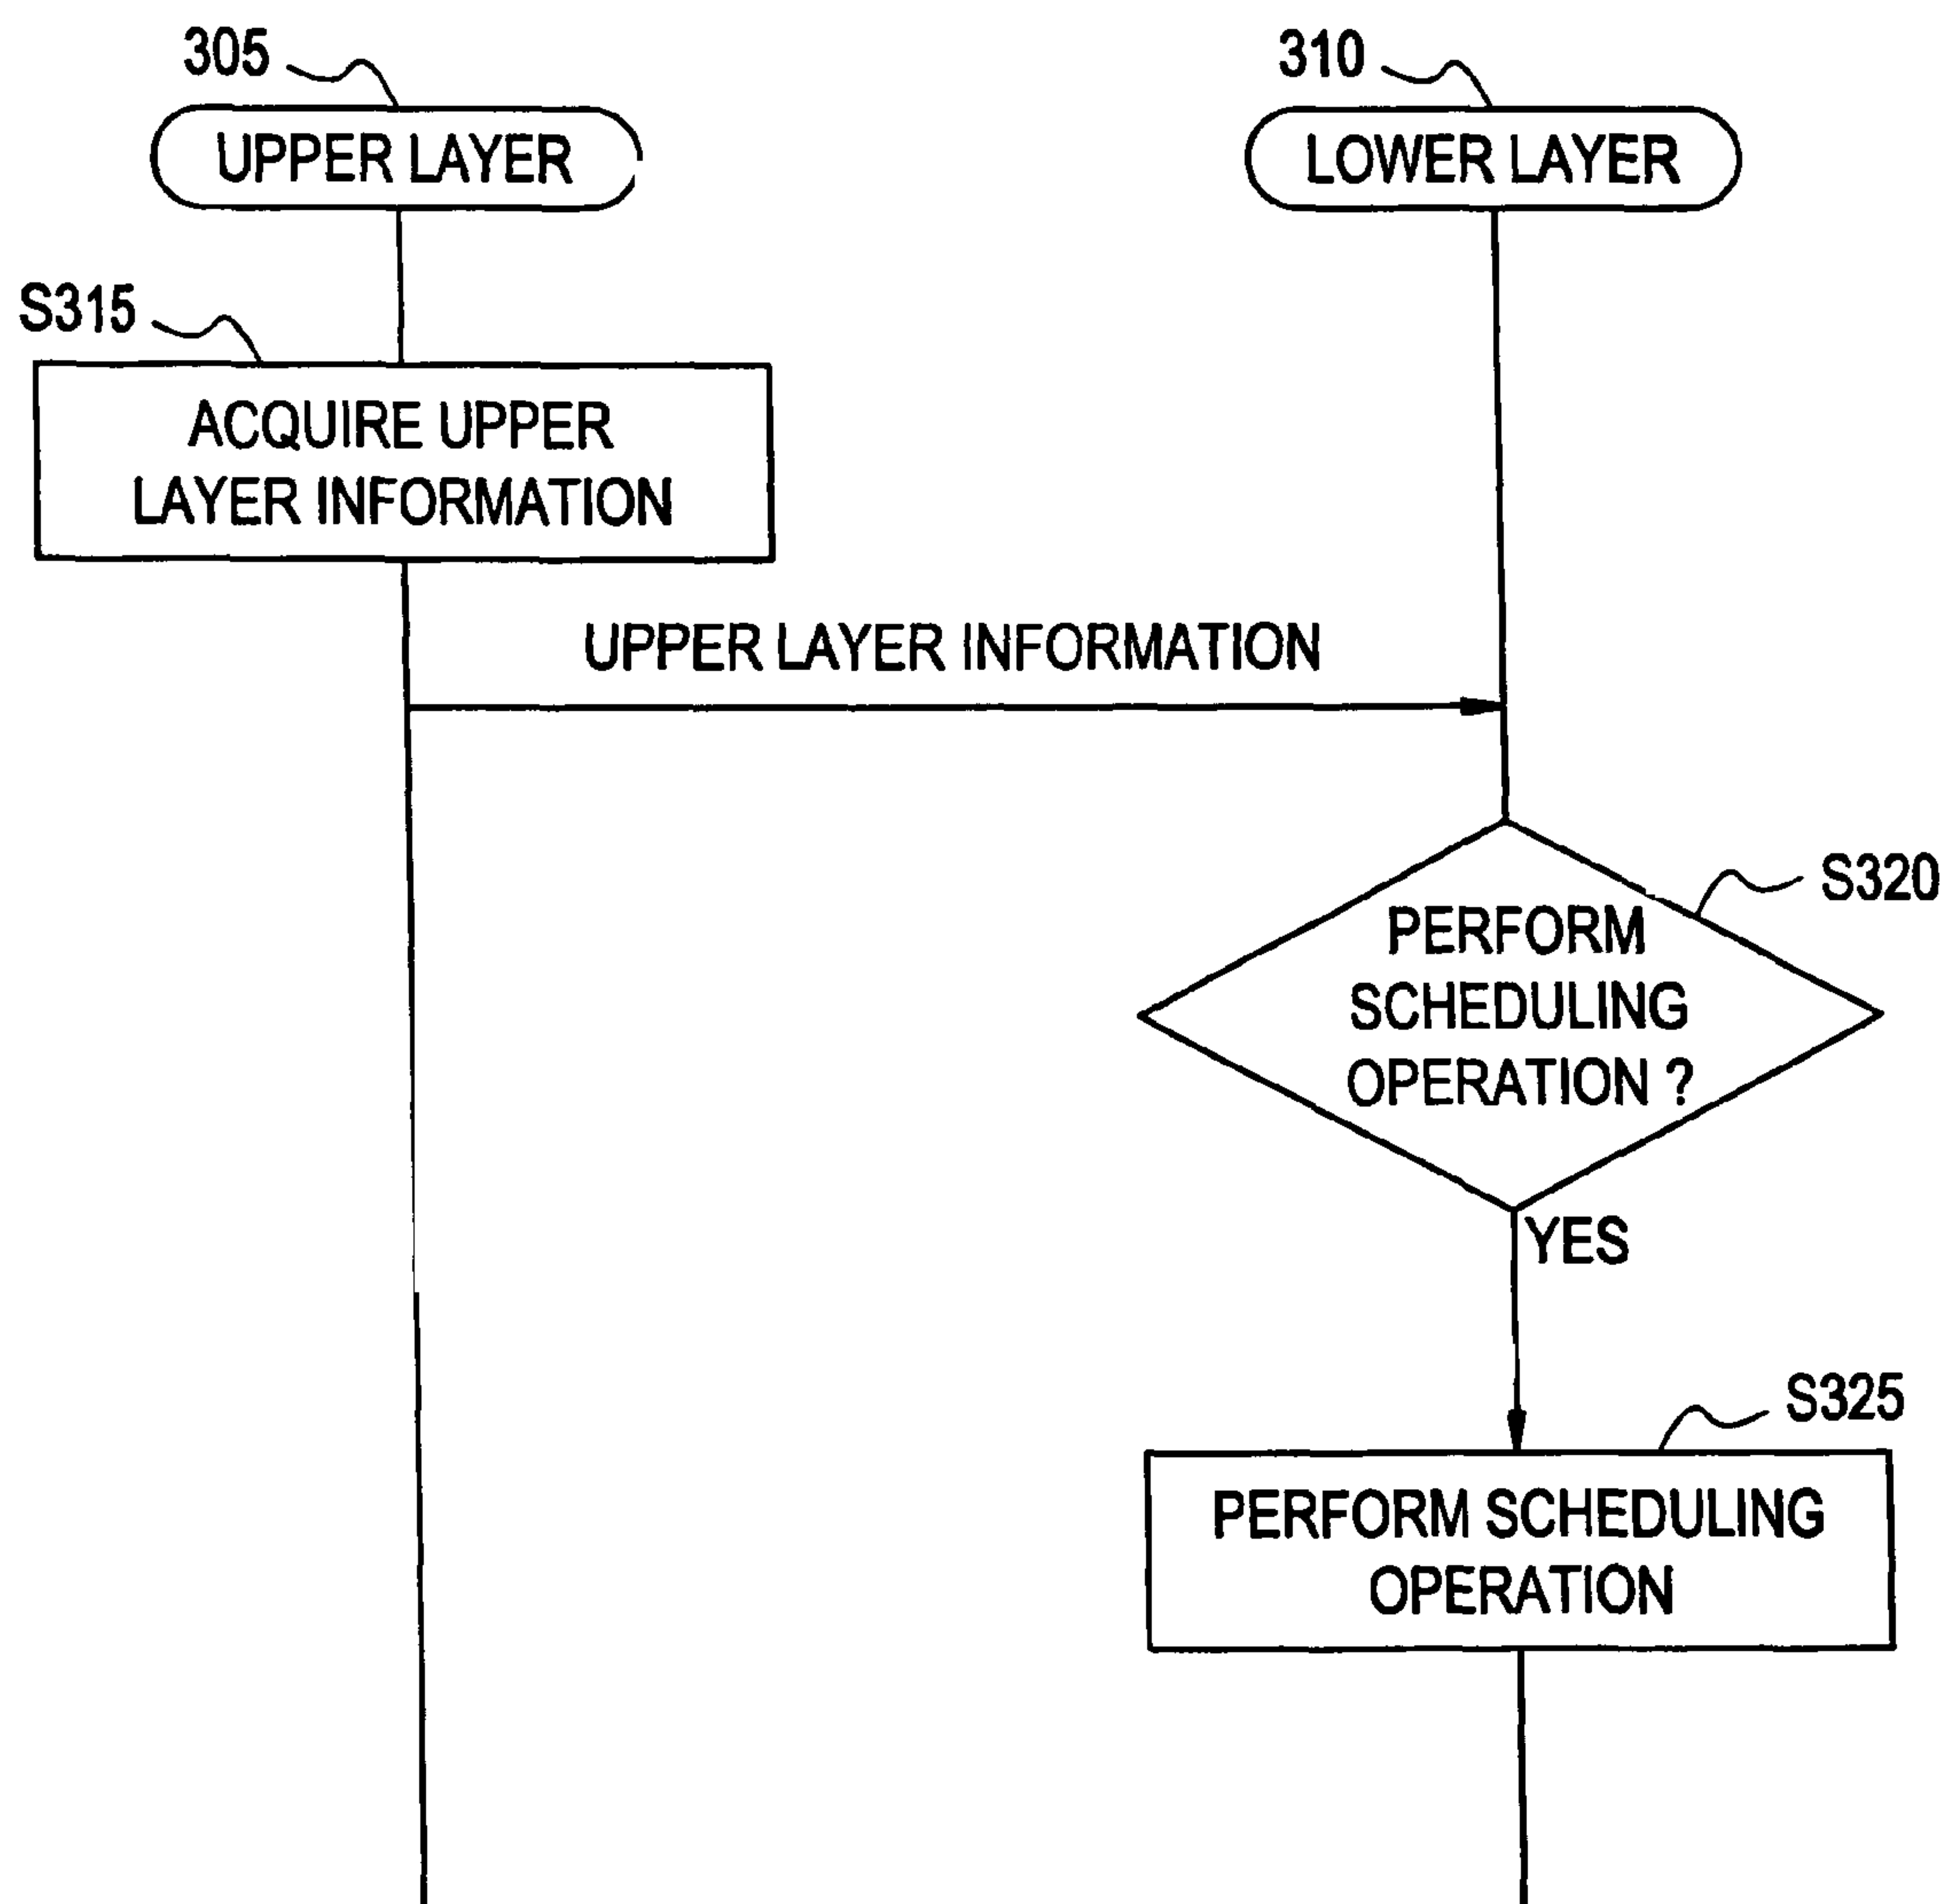 305
310
UPPER LAYER
LOWER LAYER
S315
ACQUIRE UPPER
LAYER INFORMATION
UPPER LAYER INFORMATION
S320
PERFORM
SCHEDULING
OPERATION ?
YES
S325
PERFORM SCHEDULING
OPERATION